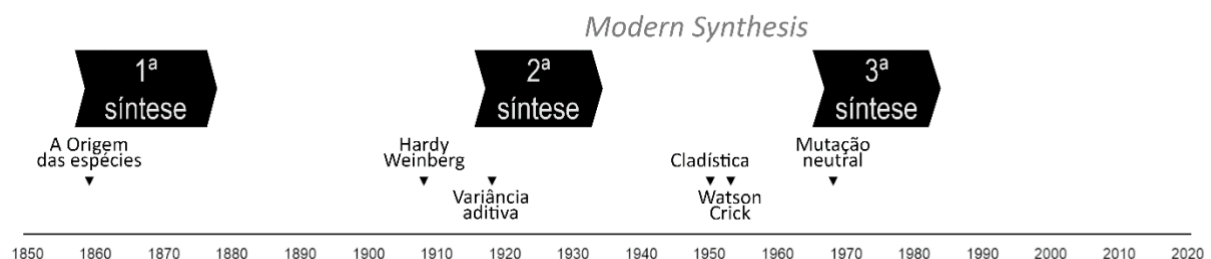 Modern Synthesis
1ª
síntese
2ª
síntese
3ª
síntese
A Origem
das espécies
Hardy
Weinberg
Variância
aditiva
Cladística
Watson
Crick
Mutação
neutral
1850 1860 1870 1880 1890 1900 1910 1920 1930 1940 1950 1960 1970 1980 1990 2000 2010 2020